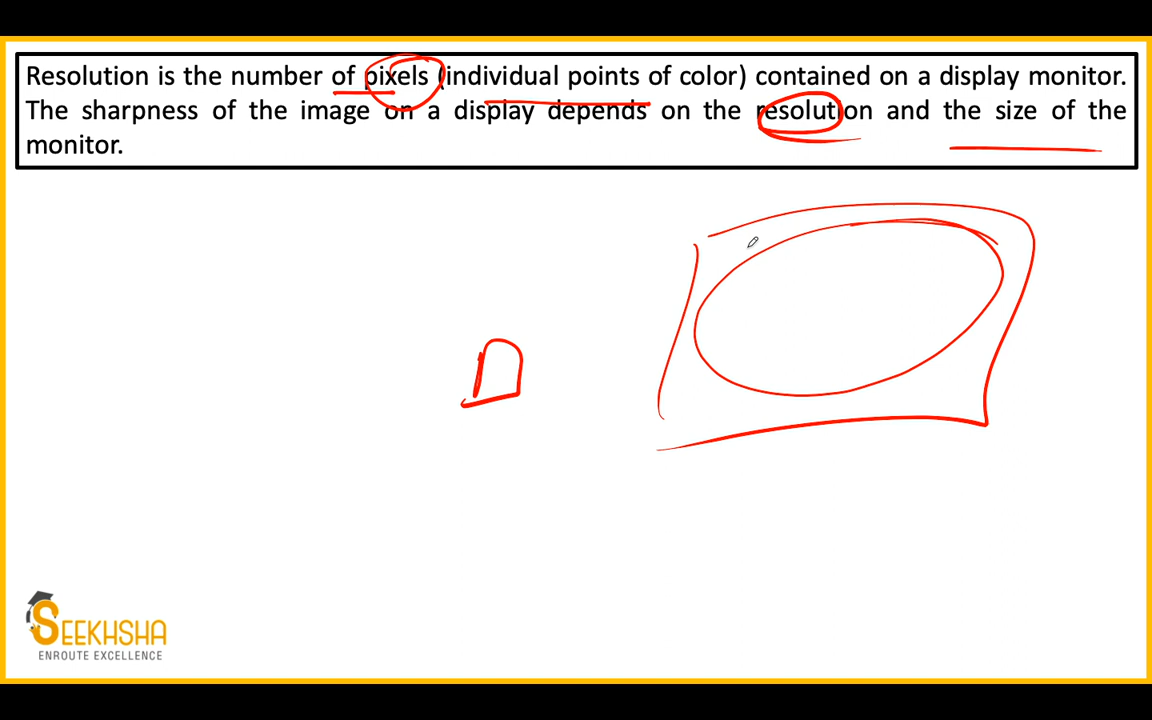 Resolution is the number of pixels (individual points of color) contained on a display monitor.
The sharpness of the image on a display depends on the resolution and the size of the
monitor.
SEEKHSHA
ENROUTE EXCELLENCE